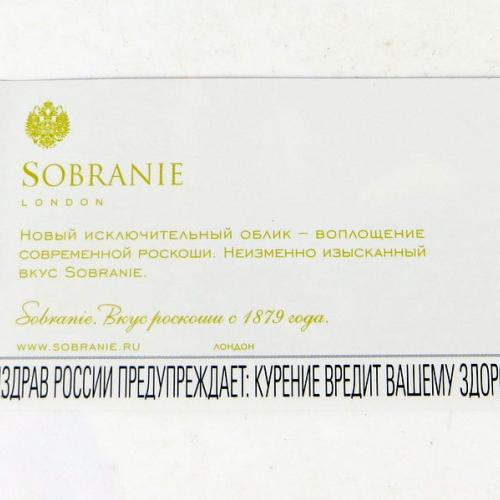 SOBRANIE
LONDON
НОВЫЙ ИСКЛЮЧИТЕЛЬНЫЙ ОБЛИК – ВОПЛОЩЕНИЕ
СОВРЕМЕННОЙ РОСКОШИ. НЕИЗМЕННО ИЗЫСКАННЫЙ
ВКУС SOBRANIE.
Sobranie. Вкус роскоши с 1879 года.
WWW.SOBRANIE.RU ЛОНДОН
ЗДРАВ РОССИИ ПРЕДУПРЕЖДАЕТ: КУРЕНИЕ ВРЕДИТ ВАШЕМУ ЗДОР